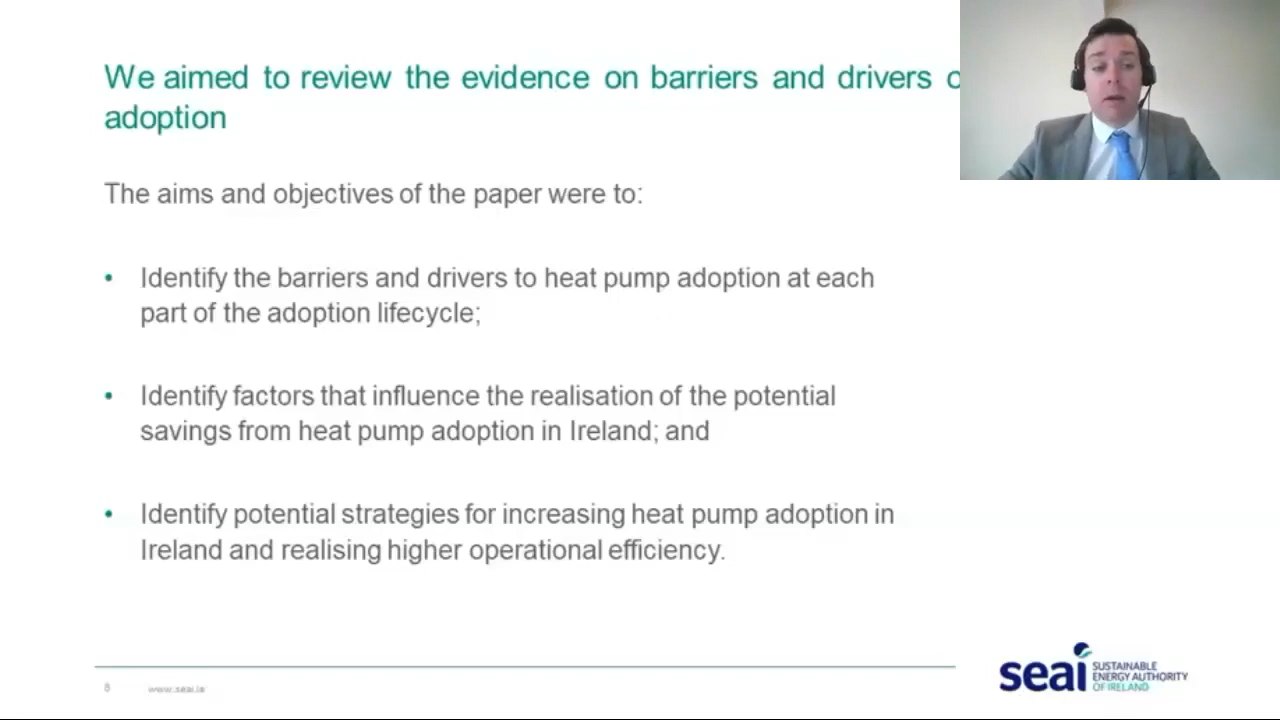 We aimed to review the evidence on barriers and drivers
adoption
The aims and objectives of the paper were to:
• Identify the barriers and drivers to heat pump adoption at each
part of the adoption lifecycle;
• Identify factors that influence the realisation of the potential
savings from heat pump adoption in Ireland; and
• Identify potential strategies for increasing heat pump adoption in
Ireland and realising higher operational efficiency.
www.seai.ie
seai
SUSTAINABLE
ENERGY AUTHORITY
OF IRELAND